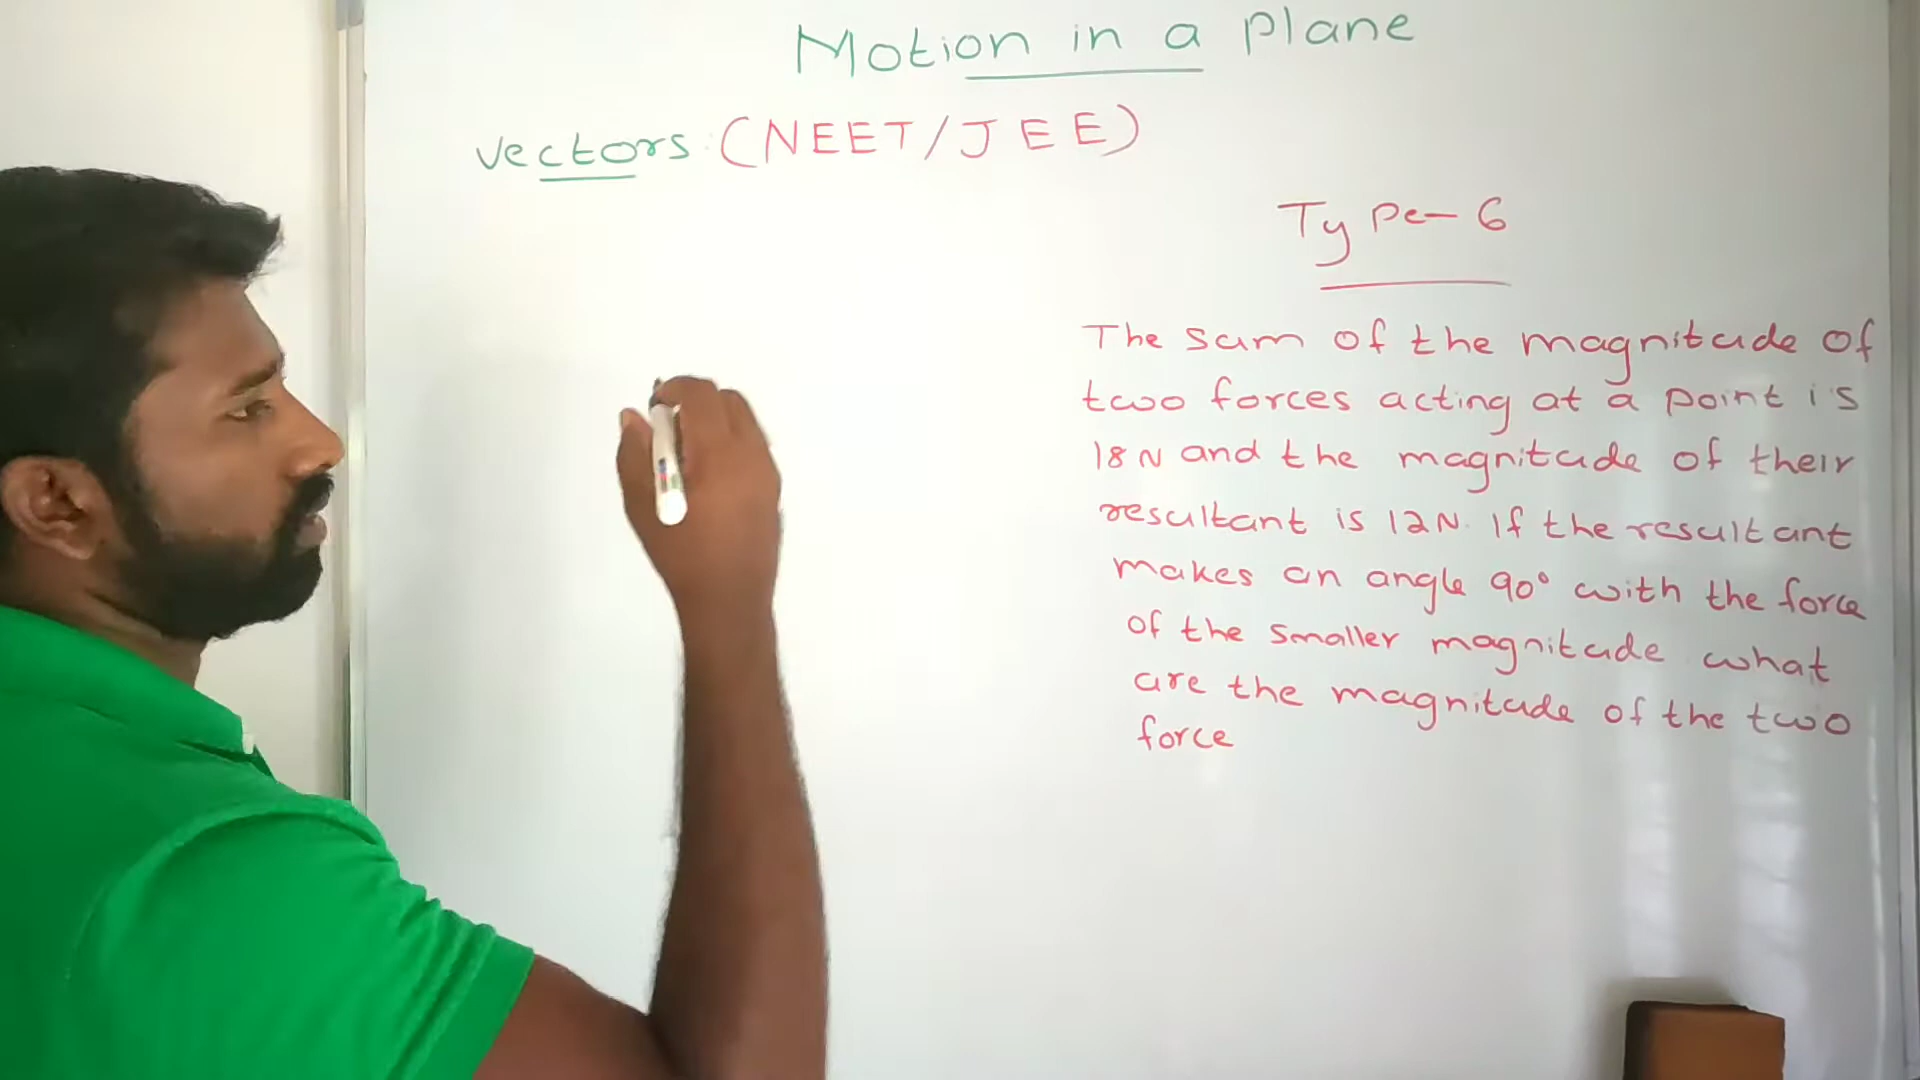 Motion in a plane
vectors: (NEET/JEE)
Type-6
The sum of the magnitude of
two forces acting at a point is
18N and the magnitude of their
resultant is 12N. If the resultant
makes an angle 90° with the force
of the smaller magnitude what
are the magnitude of the two
force